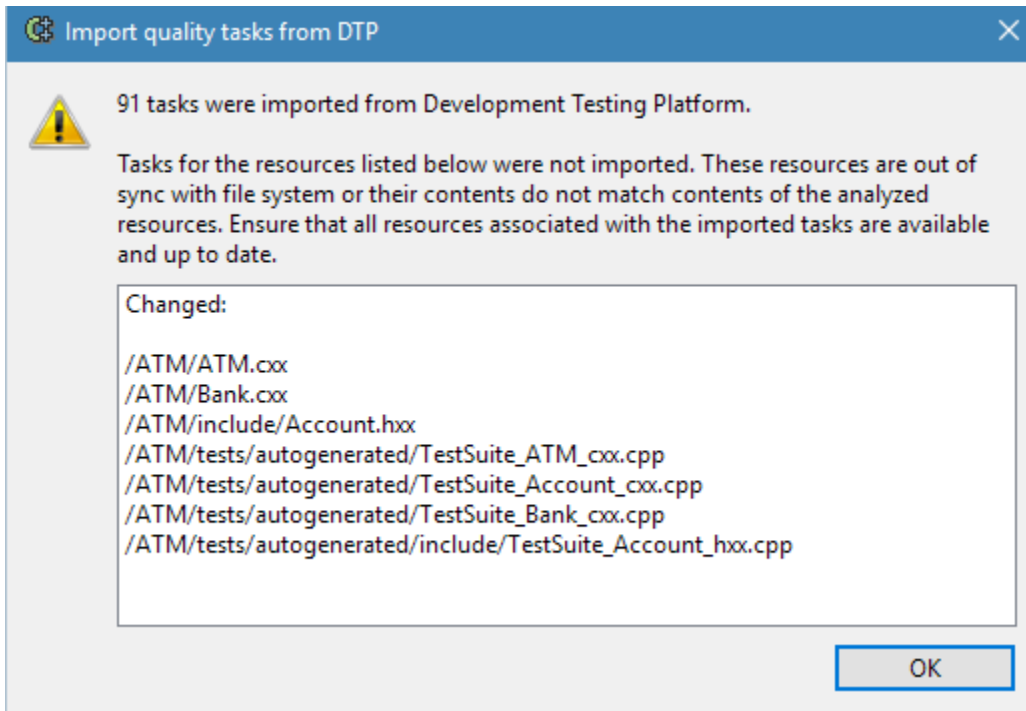 Import quality tasks from DTP
91 tasks were imported from Development Testing Platform.
Tasks for the resources listed below were not imported. These resources are out of
sync with file system or their contents do not match contents of the analyzed
resources. Ensure that all resources associated with the imported tasks are available
and up to date.
Changed:
/ATM/ATM.cxx
/ATM/Bank.cxx
/ATM/include/Account.hxx
/ATM/tests/autogenerated/TestSuite_ATM_cxx.cpp
/ATM/tests/autogenerated/TestSuite_Account_cxx.cpp
/ATM/tests/autogenerated/TestSuite_Bank_cxx.cpp
/ATM/tests/autogenerated/include/TestSuite_Account_hxx.cpp
OK